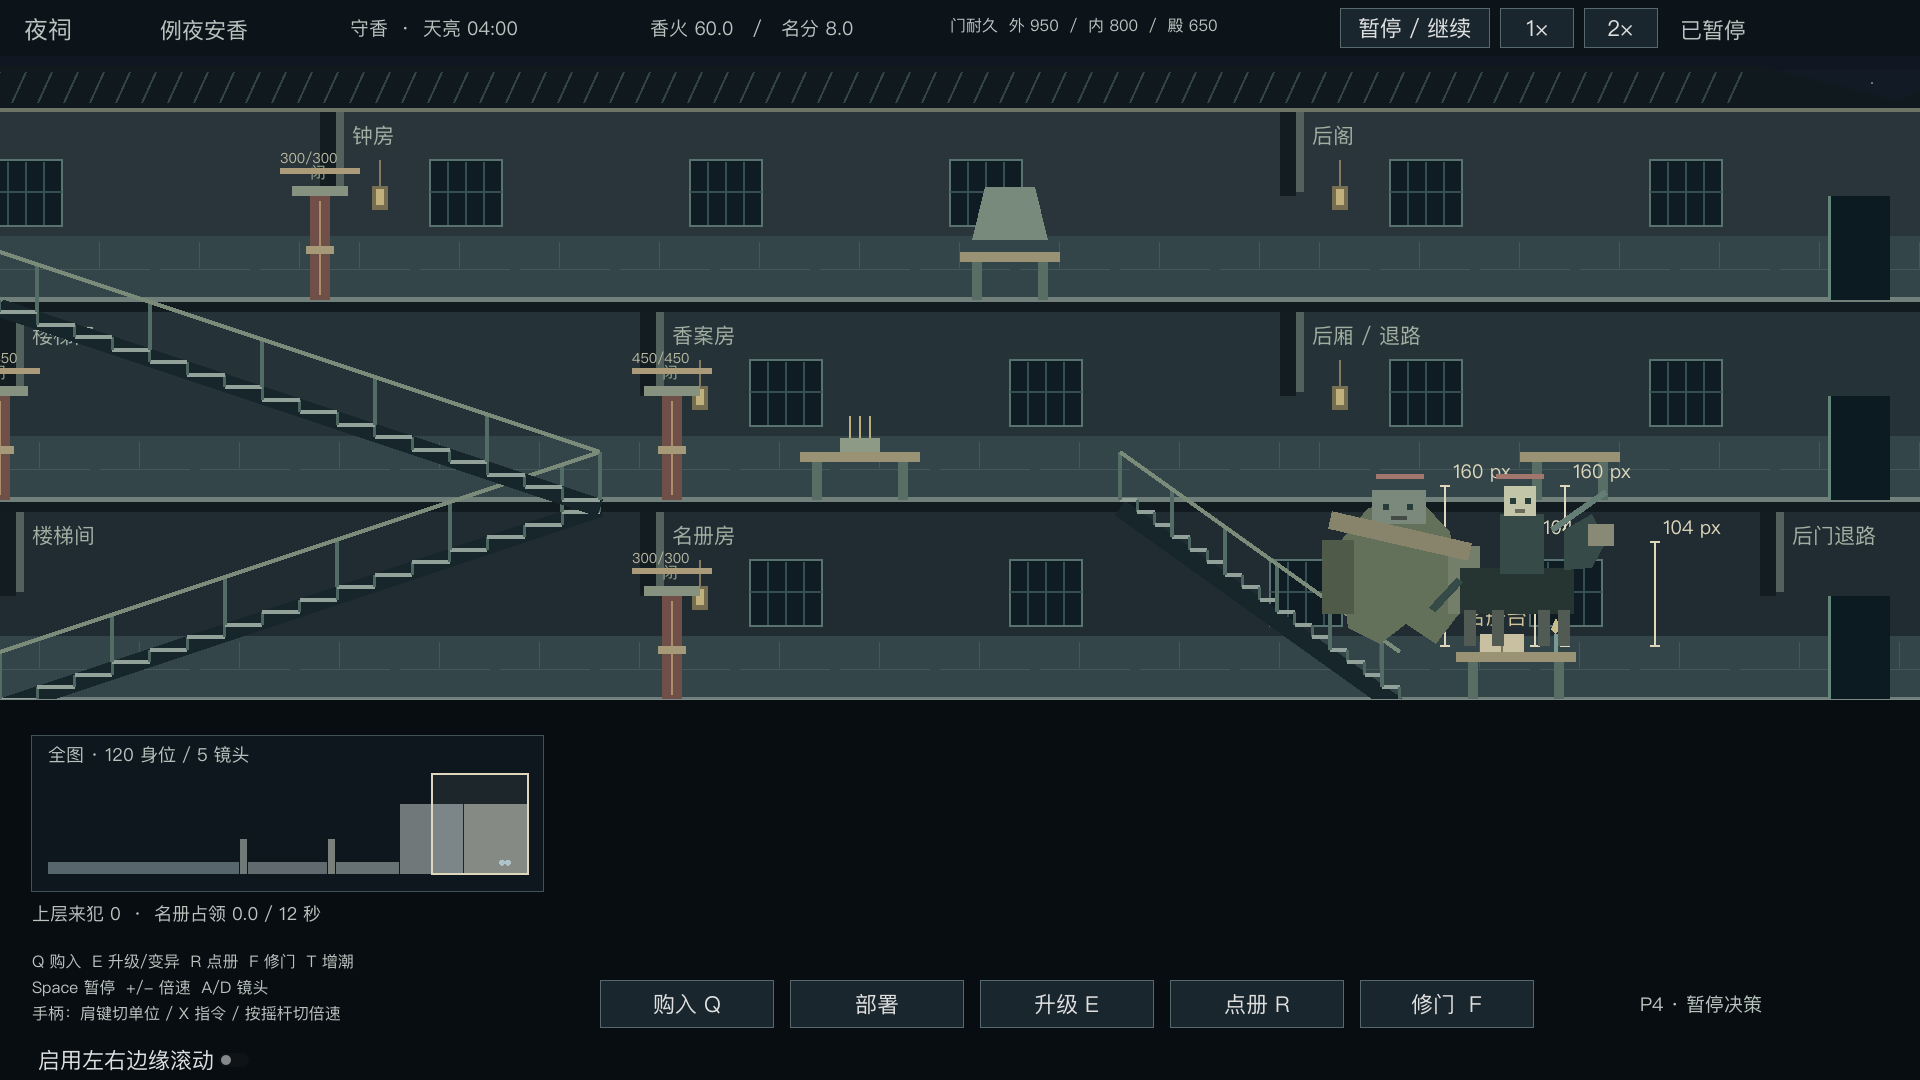 夜祠 例夜安香 守香 · 天亮 04:00 香火 60.0 / 名分 8.0 门耐久 外 950 / 内 800 / 殿 650 暂停 / 继续 1× 2× 已暂停
钟房 后阁
300/300
闭
香案房 后厢 / 退路
450/450
闭
160 px 160 px
104 px
楼梯间 名册房 后门退路
300/300
闭
全图 · 120 身位 / 5 镜头
上层来犯 0 · 名册占领 0.0 / 12 秒
Q 购入 E 升级/变异 R 点册 F 修门 T 增潮
Space 暂停 +/− 倍速 A/D 镜头
手柄：肩键切单位 / X 指令 / 按摇杆切倍速
购入 Q 部署 升级 E 点册 R 修门 F P4 · 暂停决策
启用左右边缘滚动